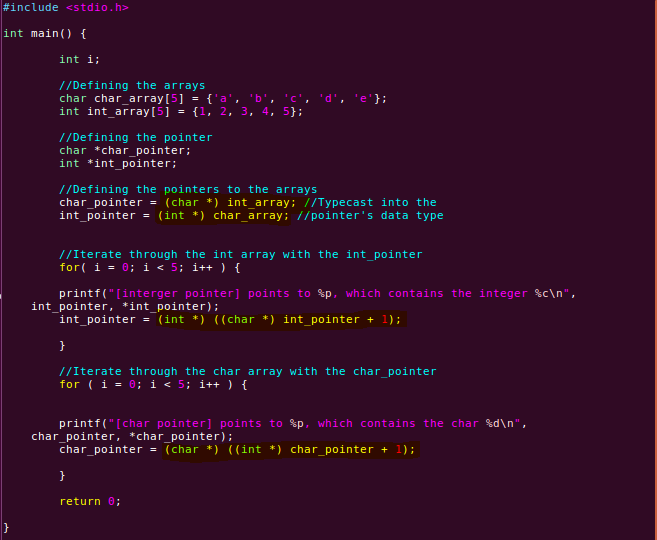 #include <stdio.h>
int main() {
int i;
//Defining the arrays
char char_array[5] = {'a', 'b', 'c', 'd', 'e'};
int int_array[5] = {1, 2, 3, 4, 5};
//Defining the pointer
char *char_pointer;
int *int_pointer;
//Defining the pointers to the arrays
char_pointer = (char *) int_array; //Typecast into the
int_pointer = (int *) char_array; //pointer's data type
//Iterate through the int array with the int_pointer
for( i = 0; i < 5; i++ ) {
printf("[interger pointer] points to %p, which contains the integer %c\n",
int_pointer, *int_pointer);
int_pointer = (int *) ((char *) int_pointer + 1);
}
//Iterate through the char array with the char_pointer
for ( i = 0; i < 5; i++ ) {
printf("[char pointer] points to %p, which contains the char %d\n",
char_pointer, *char_pointer);
char_pointer = (char *) ((int *) char_pointer + 1);
}
return 0;
}